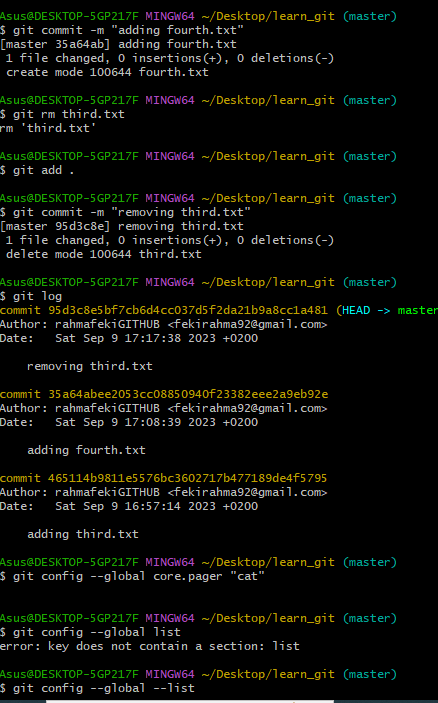 Asus@DESKTOP-5GP217F MINGW64 ~/Desktop/learn_git (master)
$ git commit -m "adding fourth.txt"
[master 35a64ab] adding fourth.txt
 1 file changed, 0 insertions(+), 0 deletions(-)
 create mode 100644 fourth.txt
Asus@DESKTOP-5GP217F MINGW64 ~/Desktop/learn_git (master)
$ git rm third.txt
rm 'third.txt'
Asus@DESKTOP-5GP217F MINGW64 ~/Desktop/learn_git (master)
$ git add .
Asus@DESKTOP-5GP217F MINGW64 ~/Desktop/learn_git (master)
$ git commit -m "removing third.txt"
[master 95d3c8e] removing third.txt
 1 file changed, 0 insertions(+), 0 deletions(-)
 delete mode 100644 third.txt
Asus@DESKTOP-5GP217F MINGW64 ~/Desktop/learn_git (master)
$ git log
commit 95d3c8e5bf7cb6d4cc037d5f2da21b9a8cc1a481 (HEAD -> master
Author: rahmafekiGITHUB <fekirahma92@gmail.com>
Date:   Sat Sep 9 17:17:38 2023 +0200
    removing third.txt
commit 35a64abee2053cc08850940f23382eee2a9eb92e
Author: rahmafekiGITHUB <fekirahma92@gmail.com>
Date:   Sat Sep 9 17:08:39 2023 +0200
    adding fourth.txt
commit 465114b9811e5576bc3602717b477189de4f5795
Author: rahmafekiGITHUB <fekirahma92@gmail.com>
Date:   Sat Sep 9 16:57:14 2023 +0200
    adding third.txt
Asus@DESKTOP-5GP217F MINGW64 ~/Desktop/learn_git (master)
$ git config --global core.pager "cat"
Asus@DESKTOP-5GP217F MINGW64 ~/Desktop/learn_git (master)
$ git config --global list
error: key does not contain a section: list
Asus@DESKTOP-5GP217F MINGW64 ~/Desktop/learn_git (master)
$ git config --global --list